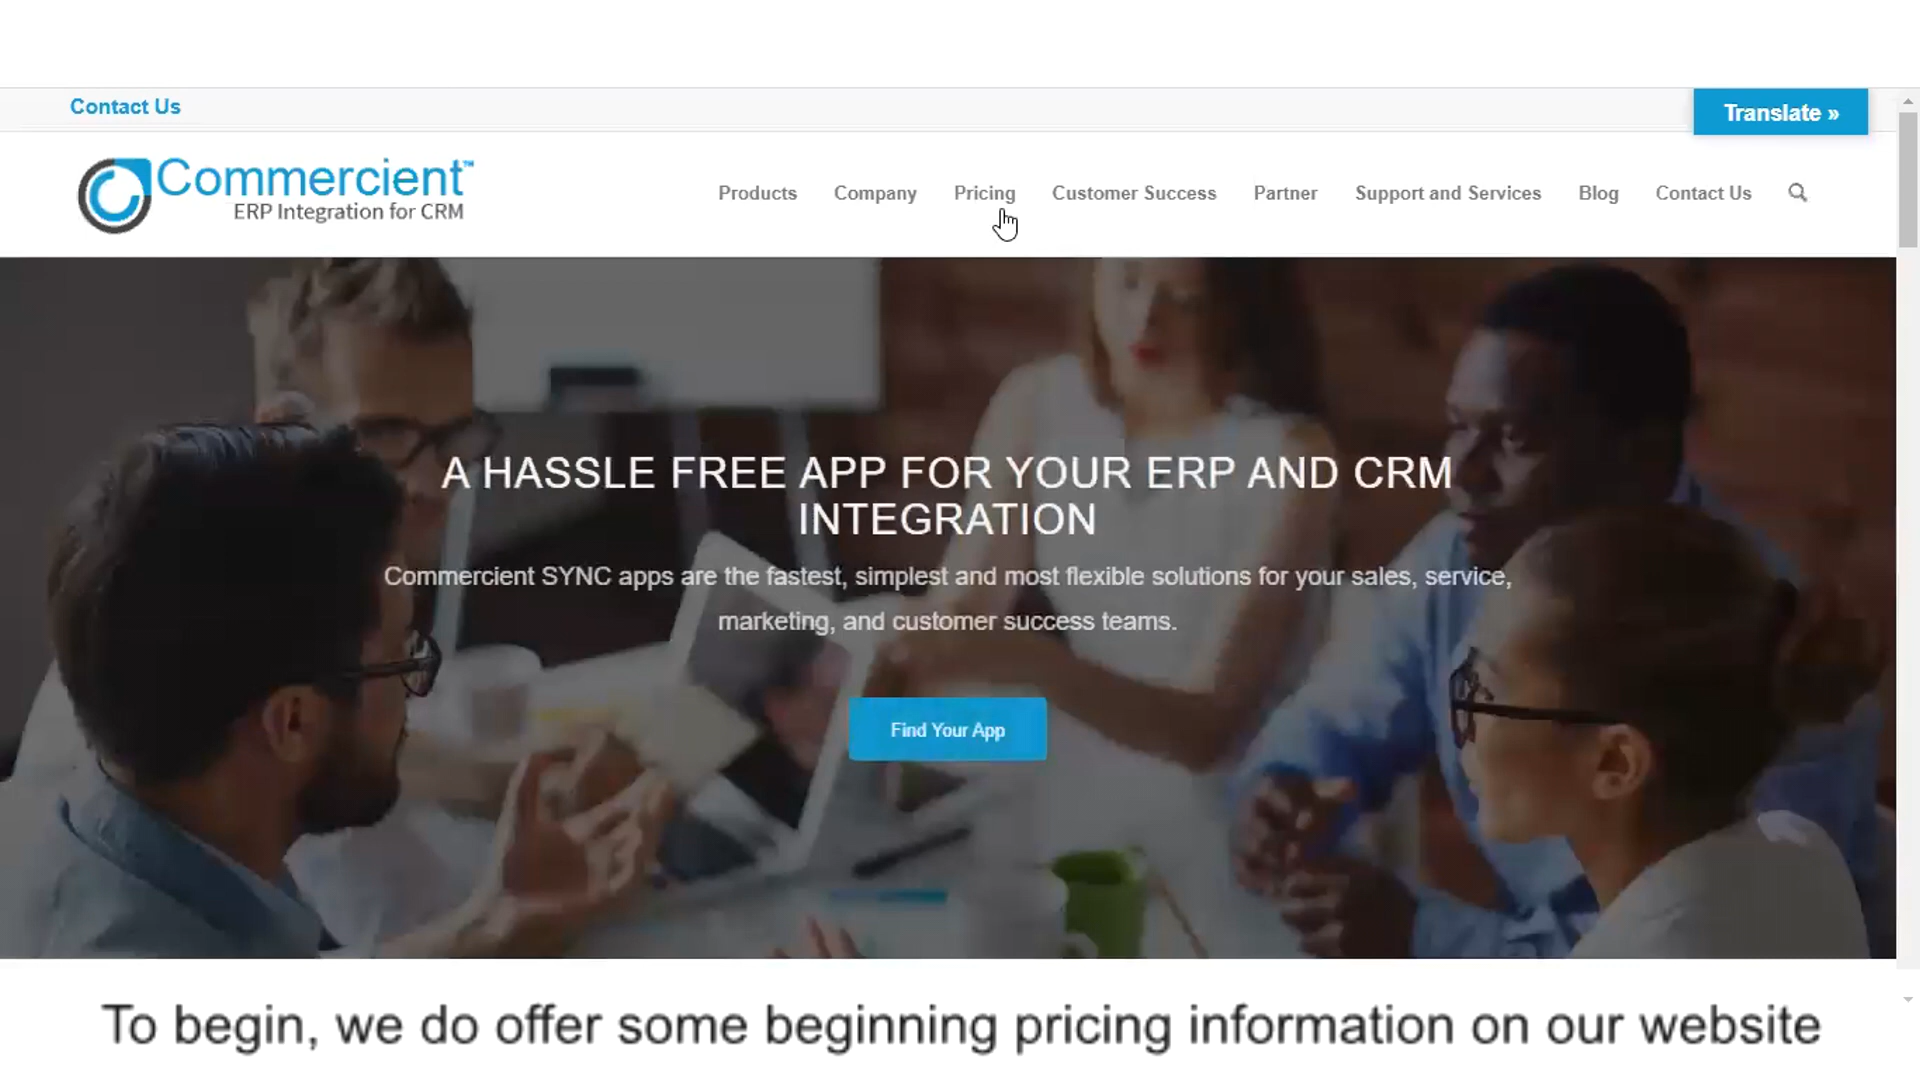 Contact Us
Translate »
Commercient™
ERP Integration for CRM
Products Company Pricing Customer Success Partner Support and Services Blog Contact Us
A HASSLE FREE APP FOR YOUR ERP AND CRM
INTEGRATION
Commercient SYNC apps are the fastest, simplest and most flexible solutions for your sales, service,
marketing, and customer success teams.
Find Your App
To begin, we do offer some beginning pricing information on our website